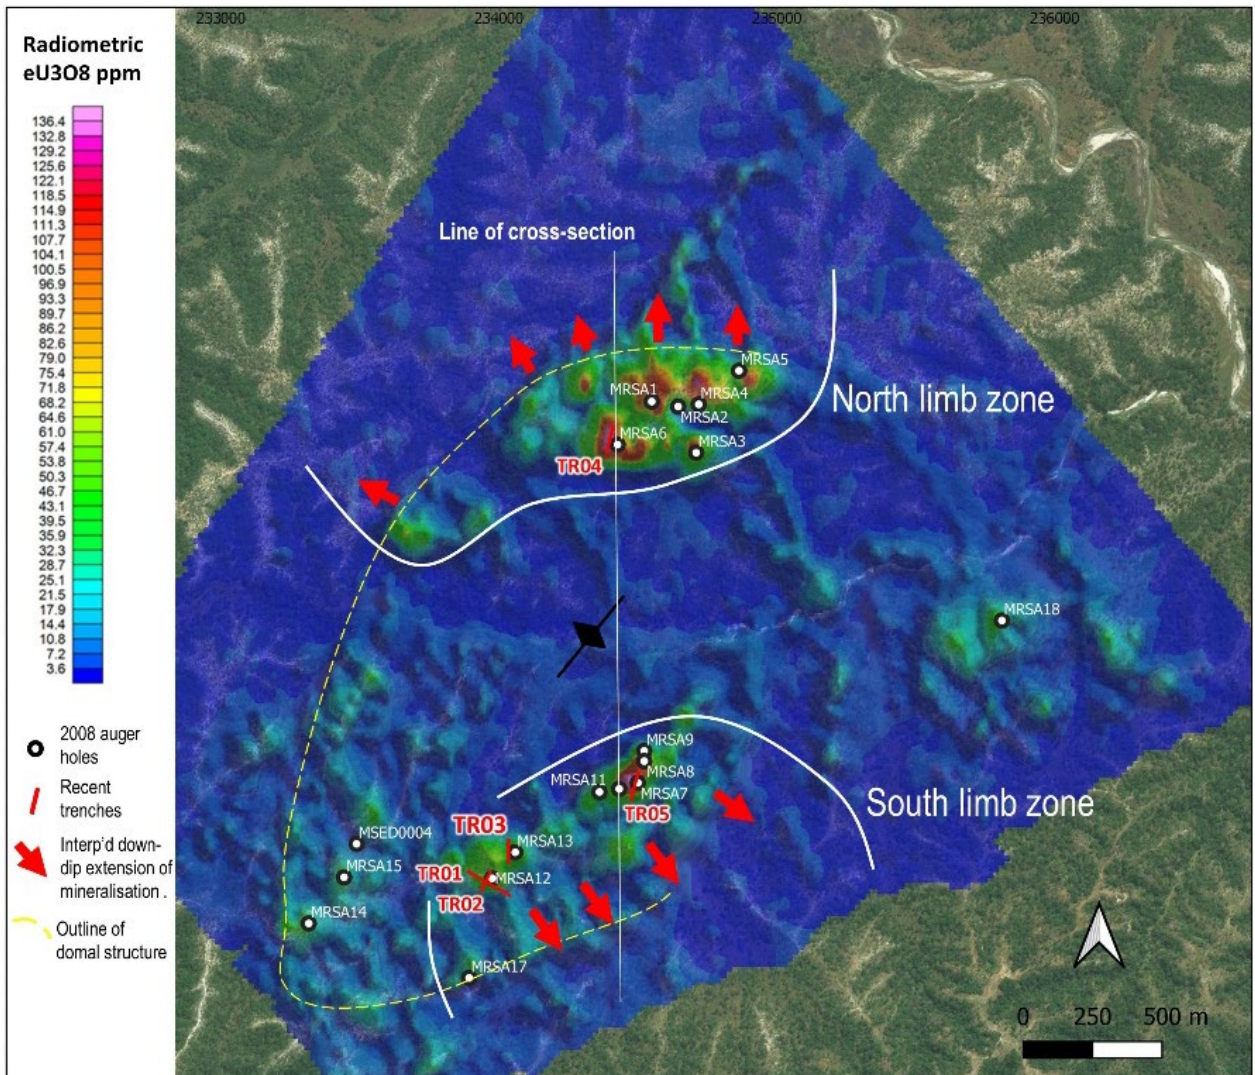 233000
234000
235000
236000
Radiometric
eU3O8 ppm
136.4
132.8
129.2
125.6
122.1
118.5
114.9
111.3
107.7
104.1
100.5
96.9
93.3
89.7
86.2
82.6
79.0
75.4
71.8
68.2
64.6
61.0
57.4
53.8
50.3
46.7
43.1
39.5
35.9
32.3
28.7
25.1
21.5
17.9
14.4
10.8
7.2
3.6
2008 auger
holes
Recent
trenches
Interp'd down-
dip extension of
mineralisation .
Outline of
domal structure
Line of cross-section
MRSA5
MRSA1
MRSA4
MRSA2
North limb zone
MRSA6
MRSA3
TR04
MRSA18
MRSA9
MRSA8
MRSA11
MRSA7
South limb zone
TR05
TR03
MSED0004
MRSA13
MRSA15
TR01
MRSA12
TR02
MRSA14
MRSA17
0 250 500 m